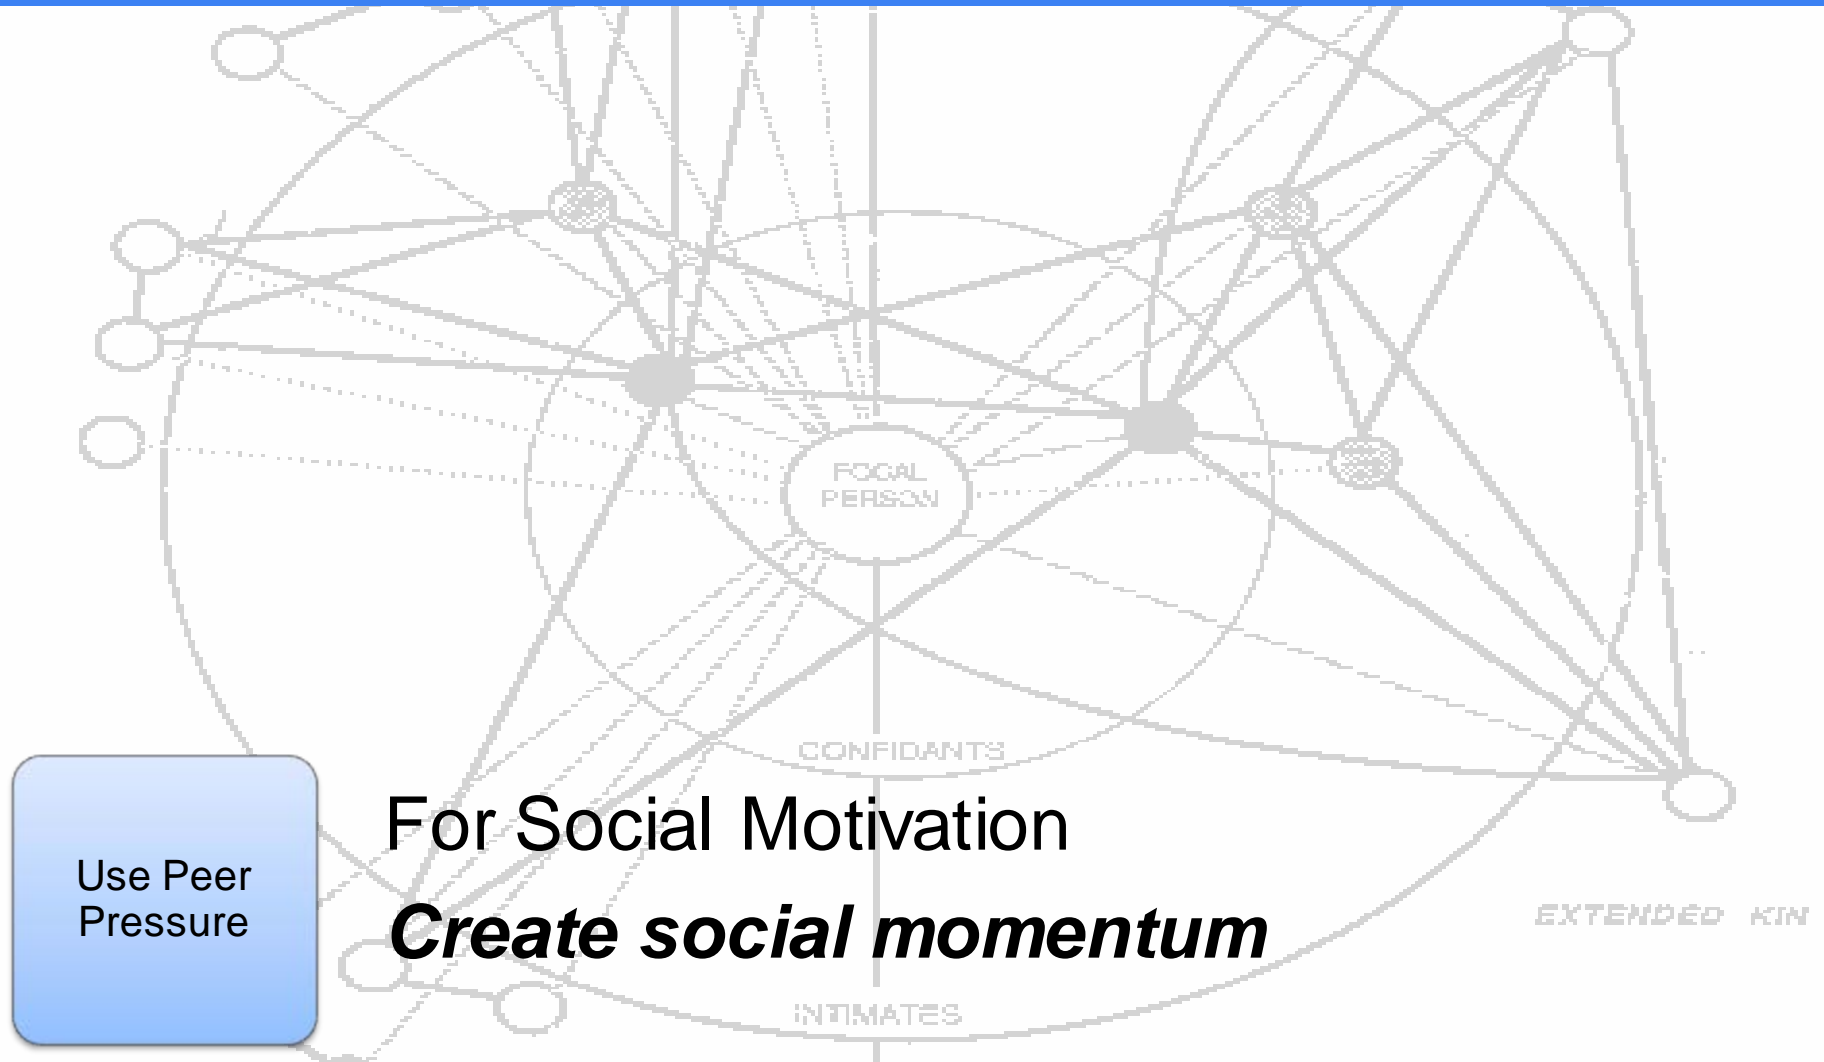 FOCAL
PERSON
CONFIDANTS
For Social Motivation
Use Peer
Pressure
Create social momentum
EXTENDED KIN
INTIMATES